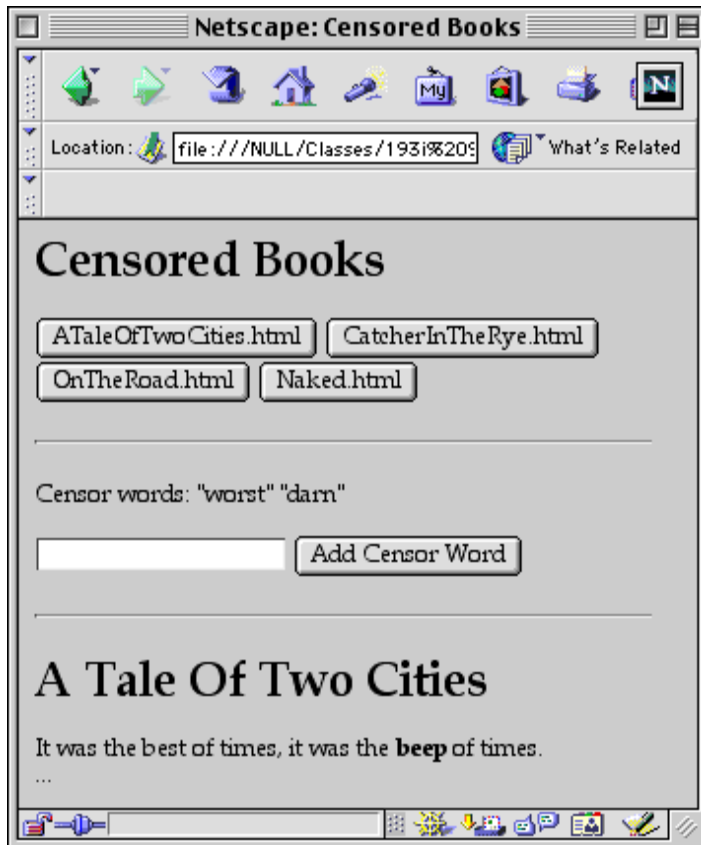 Netscape: Censored Books
My
N
Location: file:///NULL/Classes/193i%209 What's Related
Censored Books
ATaleOfTwoCities.html CatcherInTheRye.html
OnTheRoad.html Naked.html
Censor words: "worst" "darn"
Add Censor Word
A Tale Of Two Cities
It was the best of times, it was the beep of times.
...